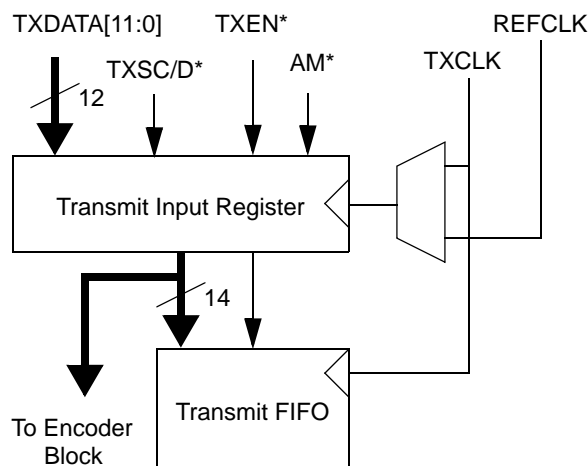 TXDATA[11:0]
TXEN*
REFCLK
TXSC/D*
AM*
TXCLK
12
Transmit Input Register
14
Transmit FIFO
To Encoder
Block